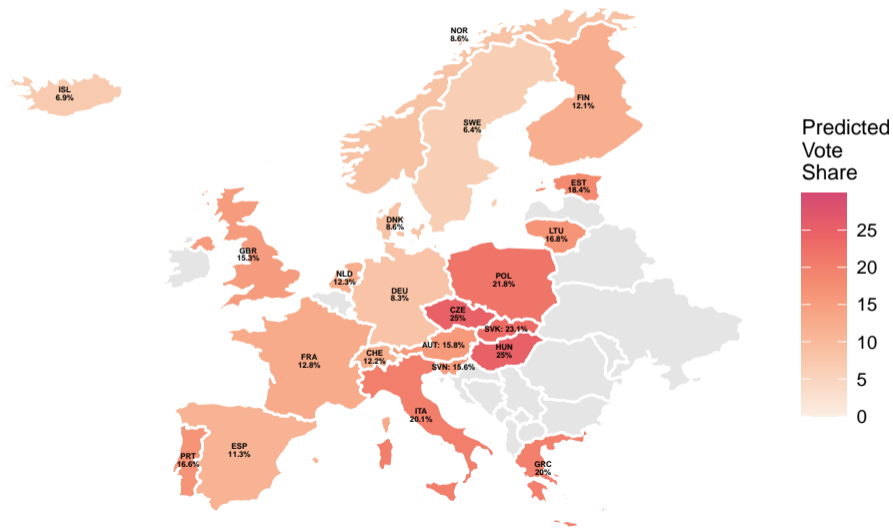 NOR
8.6%
ISL
6.9%
FIN
12.1%
SWE
6.4%
Predicted
Vote
Share
EST
18.4%
DNK
8.6%
LTU
16.8%
GBR
15.3%
NLD
12.3%
POL
21.8%
DEU
8.3%
CZE
25%
SVK: 23.1%
AUT: 15.8%
HUN
25%
CHE
12.2%
FRA
12.8%
SVN: 15.6%
ITA
20.1%
ESP
11.3%
PRT
16.6%
GRC
20%
25
20
15
10
5
0